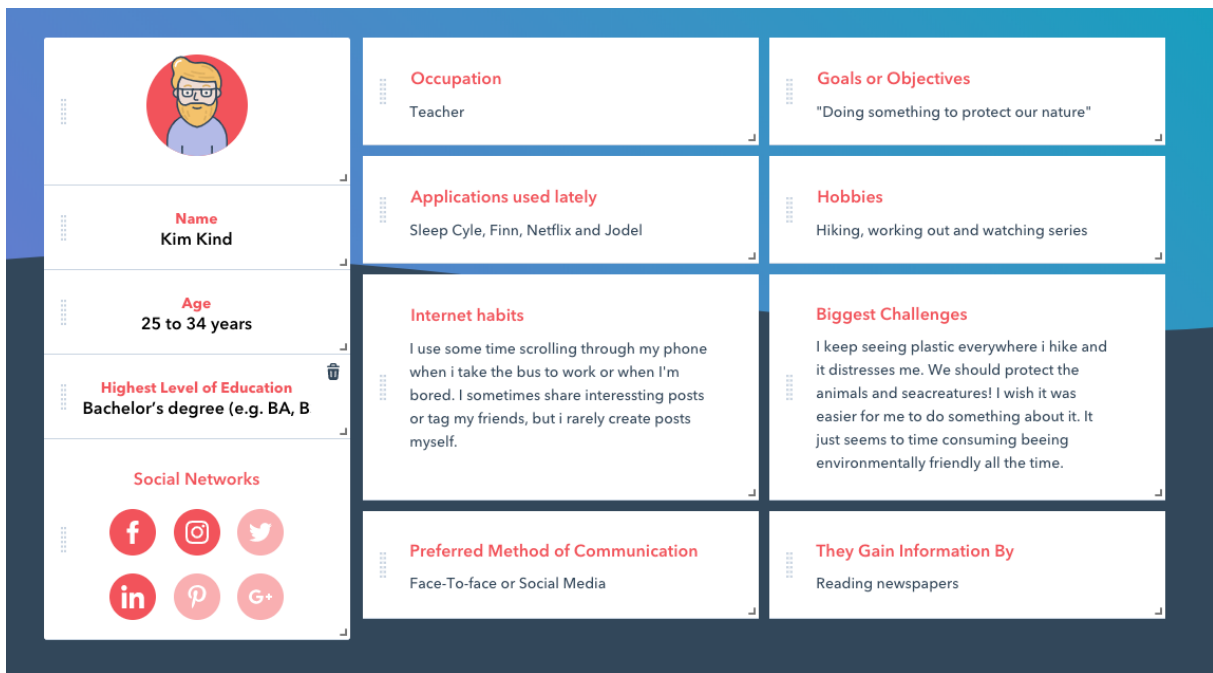 Name
Kim Kind
Age
25 to 34 years
Highest Level of Education
Bachelor’s degree (e.g. BA, B
Social Networks
f
in
G+
Occupation
Teacher
Goals or Objectives
"Doing something to protect our nature"
Applications used lately
Sleep Cyle, Finn, Netflix and Jodel
Hobbies
Hiking, working out and watching series
Internet habits
I use some time scrolling through my phone
when i take the bus to work or when I'm
bored. I sometimes share interessting posts
or tag my friends, but i rarely create posts
myself.
Biggest Challenges
I keep seeing plastic everywhere i hike and
it distresses me. We should protect the
animals and seacreatures! I wish it was
easier for me to do something about it. It
just seems to time consuming beeing
environmentally friendly all the time.
Preferred Method of Communication
Face-To-face or Social Media
They Gain Information By
Reading newspapers